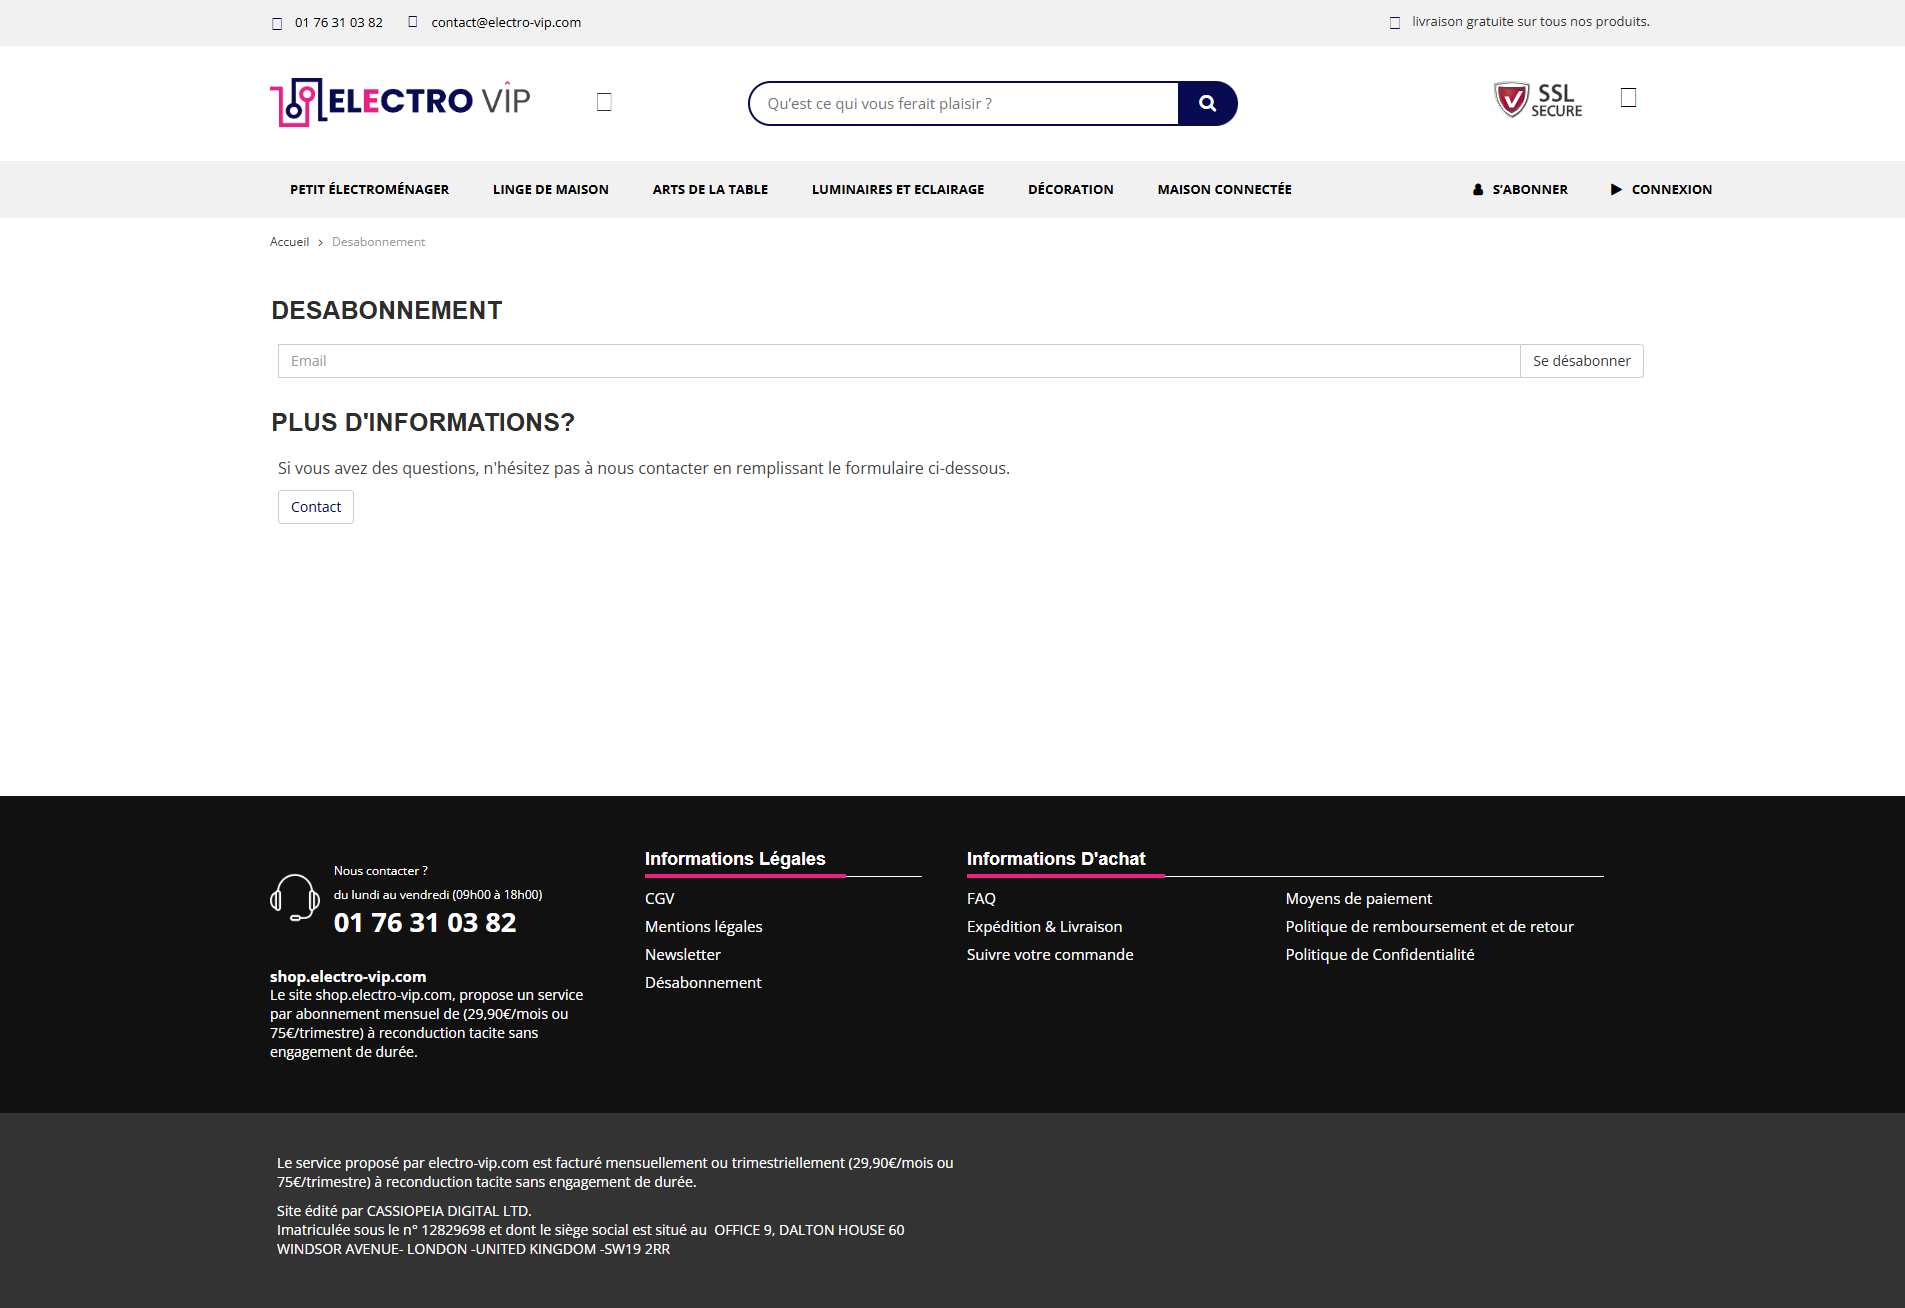 01 76 31 03 82 contact@electro-vip.com livraison gratuite sur tous nos produits.
ELECTRO VIP Qu’est ce qui vous ferait plaisir ? SSL
SECURE
PETIT ÉLECTROMÉNAGER LINGE DE MAISON ARTS DE LA TABLE LUMINAIRES ET ECLAIRAGE DÉCORATION MAISON CONNECTÉE S’ABONNER CONNEXION
Accueil > Desabonnement
DESABONNEMENT
Email Se désabonner
PLUS D'INFORMATIONS?
Si vous avez des questions, n'hésitez pas à nous contacter en remplissant le formulaire ci-dessous.
Contact
Nous contacter ?
du lundi au vendredi (09h00 à 18h00)
01 76 31 03 82
shop.electro-vip.com
Le site shop.electro-vip.com, propose un service
par abonnement mensuel de (29,90€/mois ou
75€/trimestre) à reconduction tacite sans
engagement de durée.
Informations Légales
CGV
Mentions légales
Newsletter
Désabonnement
Informations D'achat
FAQ
Expédition & Livraison
Suivre votre commande
Moyens de paiement
Politique de remboursement et de retour
Politique de Confidentialité
Le service proposé par electro-vip.com est facturé mensuellement ou trimestriellement (29,90€/mois ou
75€/trimestre) à reconduction tacite sans engagement de durée.
Site édité par CASSIOPEIA DIGITAL LTD.
Imatriculée sous le n° 12829698 et dont le siège social est situé au OFFICE 9, DALTON HOUSE 60
WINDSOR AVENUE- LONDON -UNITED KINGDOM -SW19 2RR